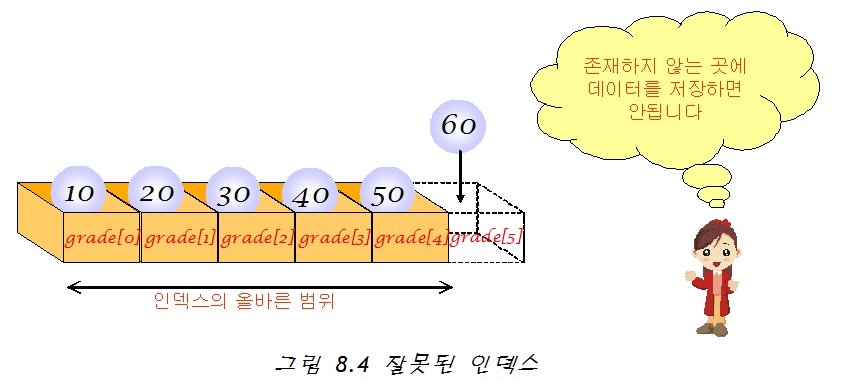 존재하지 않는 곳에
데이터를 저장하면
안됩니다
60
10 20 30 40 50
grade[0] grade[1] grade[2] grade[3] grade[4] grade[5]
인덱스의 올바른 범위
그림 8.4 잘못된 인덱스